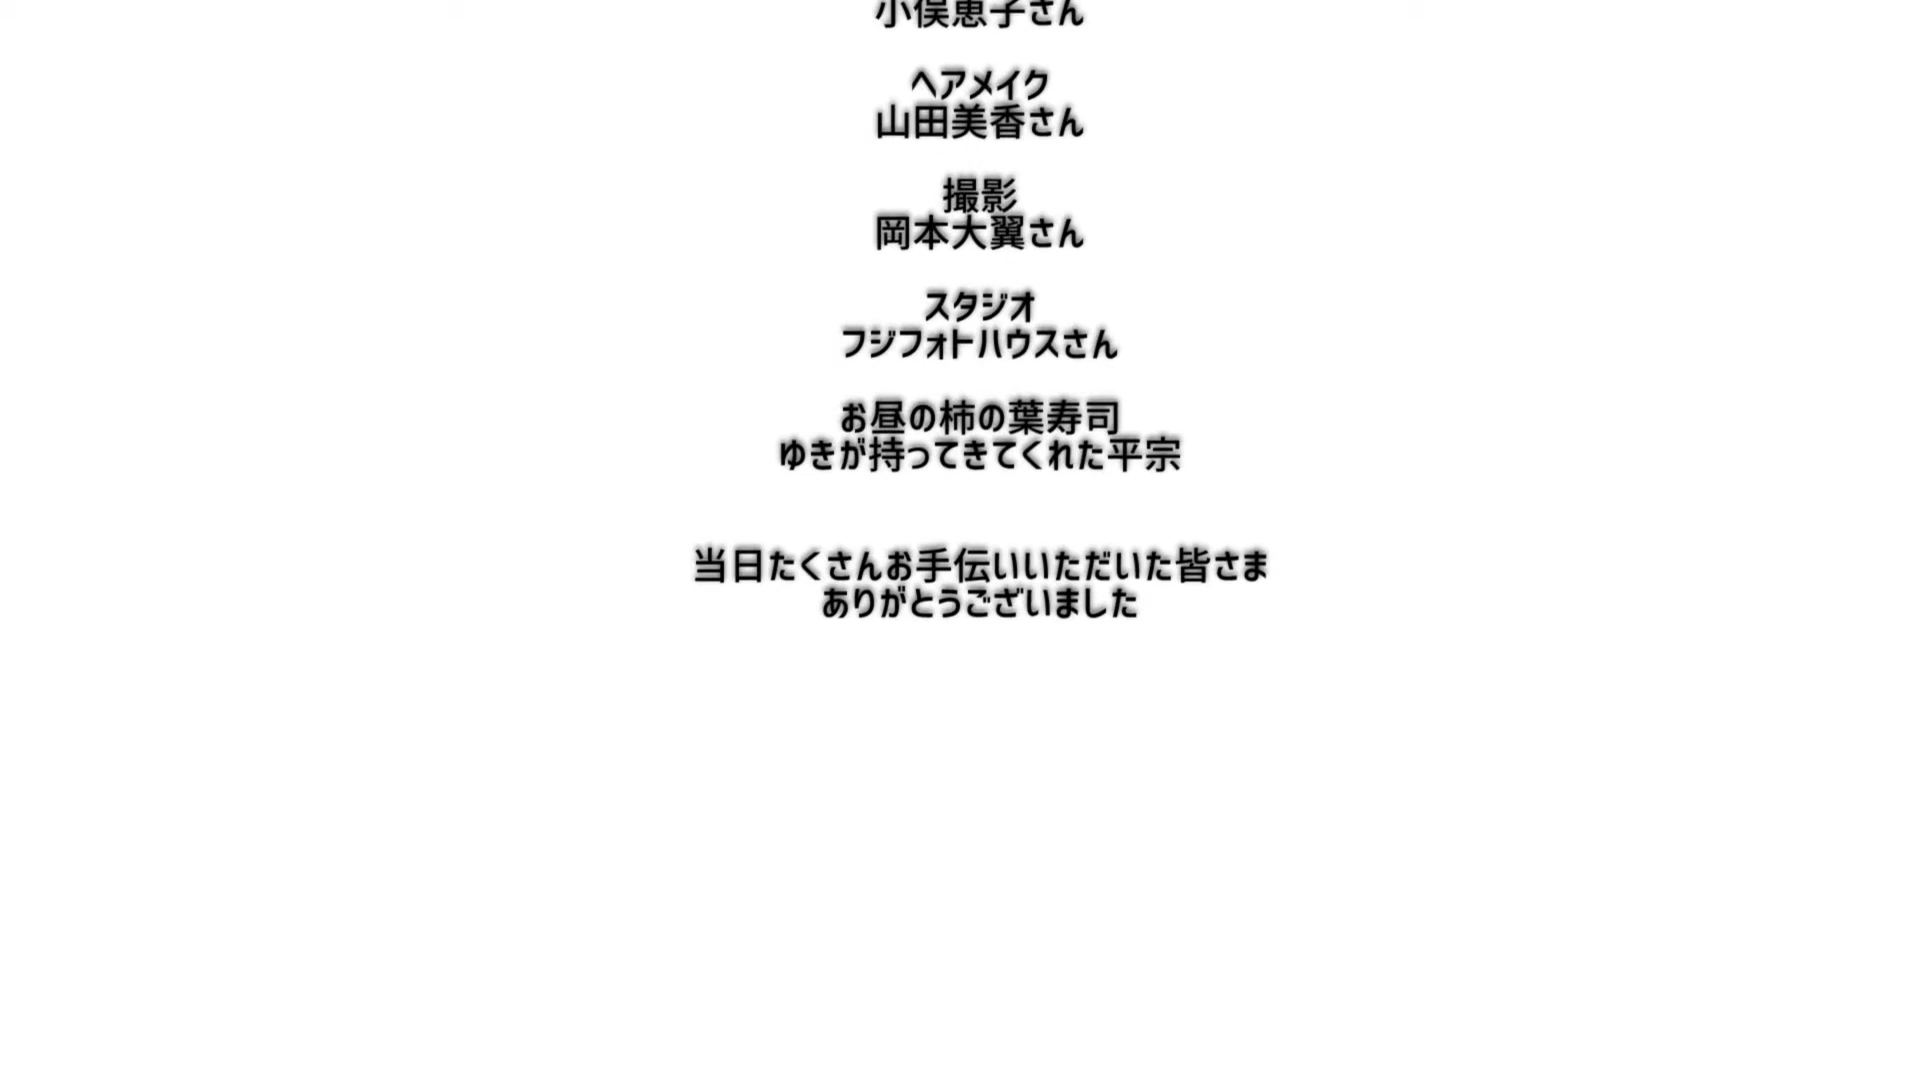 小俣恵子さん
ヘアメイク
山田美香さん
撮影
岡本大翼さん
スタジオ
フジフォトハウスさん
お昼の柿の葉寿司
ゆきが持ってきてくれた平宗
当日たくさんお手伝いいただいた皆さま
ありがとうございました